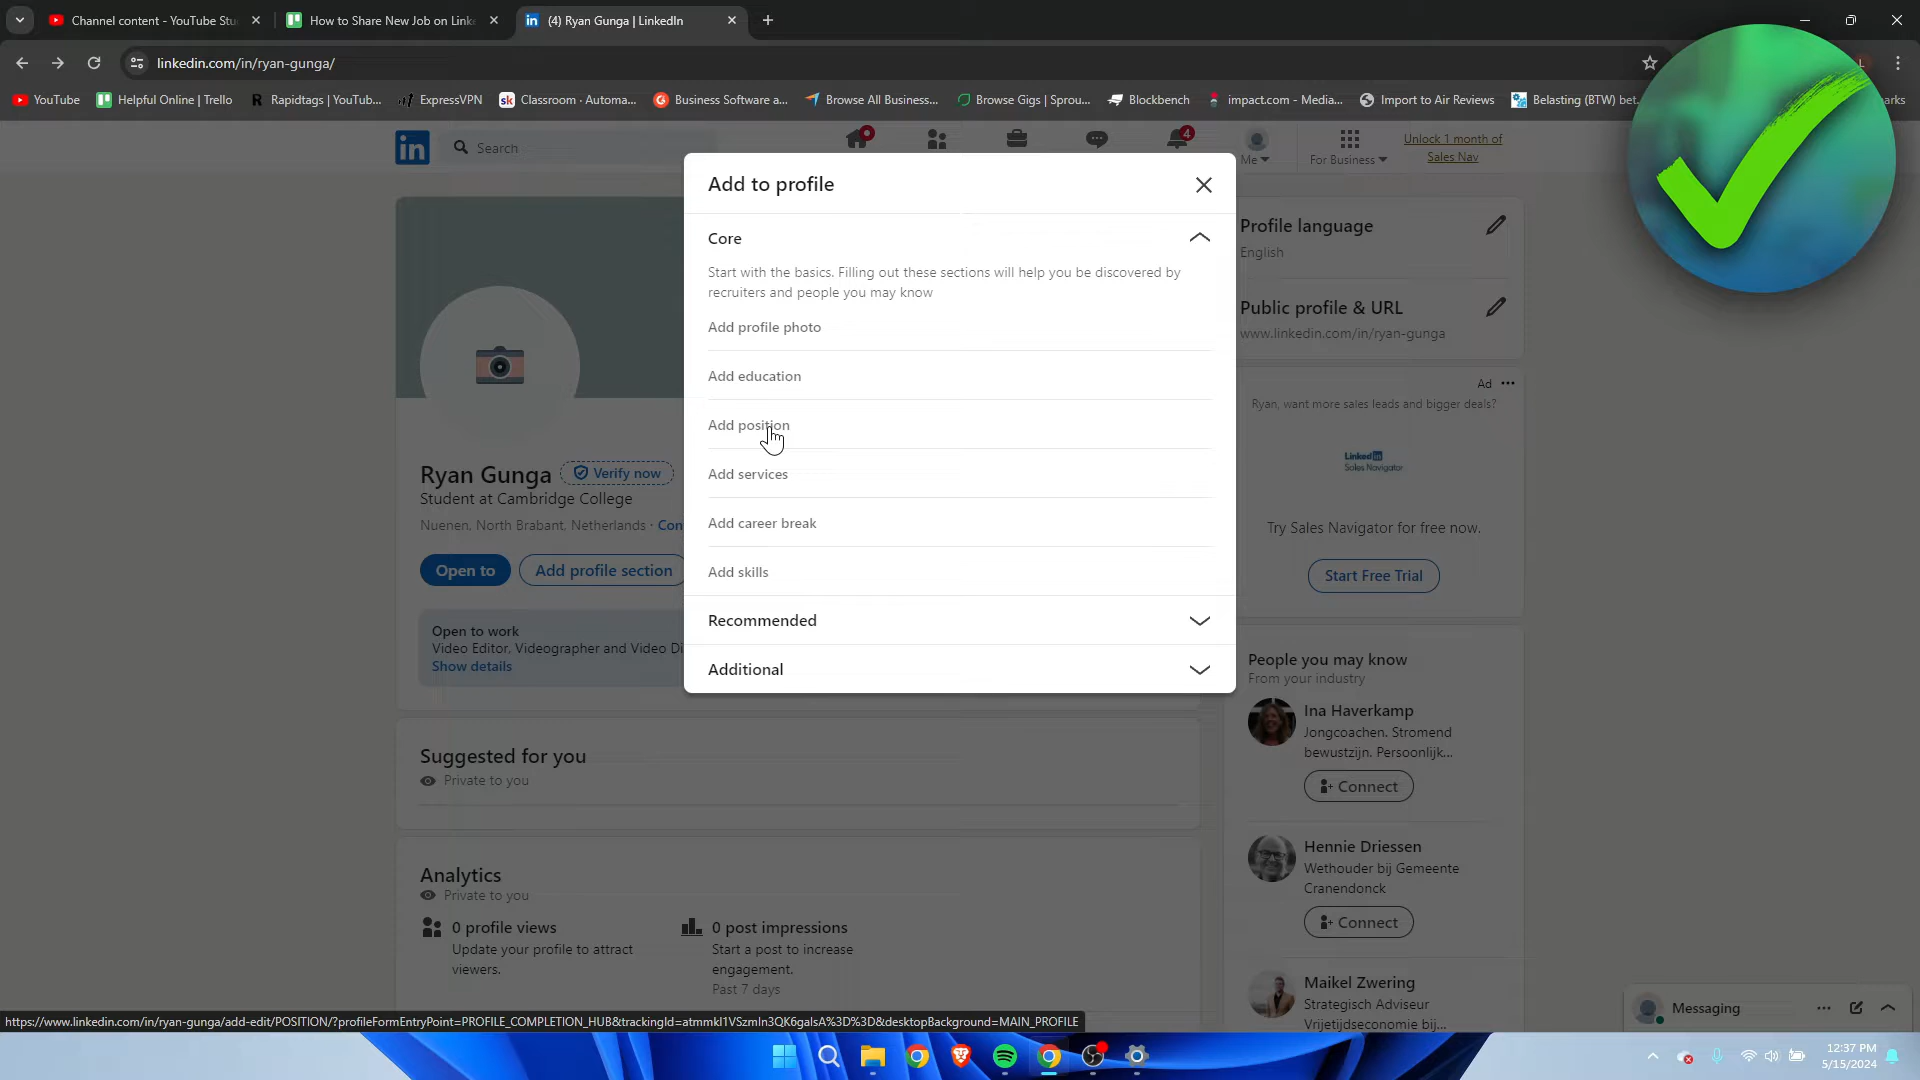 Channel content - YouTube Stu
How to Share New Job on Linke
(4) Ryan Gunga | LinkedIn
linkedin.com/in/ryan-gunga/
YouTube
Helpful Online | Trello
Rapidtags | YouTub...
ExpressVPN
Classroom · Automa...
Business Software a...
Browse All Business...
Browse Gigs | Sprou...
Blockbench
impact.com - Media...
Import to Air Reviews
Belasting (BTW) bet.
arks
Search
4
Me
For Business
Unlock 1 month of
Sales Nav
Add to profile
Core
Start with the basics. Filling out these sections will help you be discovered by
recruiters and people you may know
Add profile photo
Add education
Add position
Add services
Add career break
Add skills
Recommended
Additional
Ryan Gunga
Verify now
Student at Cambridge College
Nuenen, North Brabant, Netherlands · Con
Open to
Add profile section
Open to work
Video Editor, Videographer and Video Di
Show details
Suggested for you
Private to you
Analytics
Private to you
0 profile views
Update your profile to attract
viewers.
0 post impressions
Start a post to increase
engagement.
Past 7 days
Profile language
English
Public profile & URL
www.linkedin.com/in/ryan-gunga
Ad
Ryan, want more sales leads and bigger deals?
Linked in
Sales Navigator
Try Sales Navigator for free now.
Start Free Trial
People you may know
From your industry
Ina Haverkamp
Jongcoachen. Stromend
bewustzijn. Persoonlijk...
Connect
Hennie Driessen
Wethouder bij Gemeente
Cranendonck
Connect
Maikel Zwering
Strategisch Adviseur
Vrijetijdseconomie bij...
Messaging
https://www.linkedin.com/in/ryan-gunga/add-edit/POSITION/?profileFormEntryPoint=PROFILE_COMPLETION_HUB&trackingId=atmmkI1VSzmln3QK6galsA%3D%3D&desktopBackground=MAIN_PROFILE
12:37 PM
5/15/2024